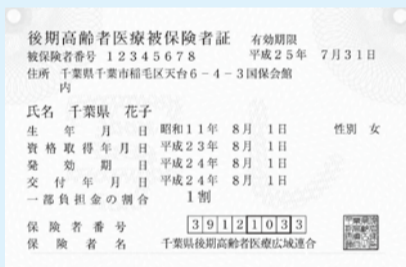 後期高齢者医療被保険者証 有効期限
被保険者番号 12345678 平成25年 7月31日
住所 千葉県千葉市稲毛区天台6-4-3国保会館
内
氏名 千葉県 花子
生年月日 昭和11年 8月 1日 性別 女
資格取得年月日 平成23年 8月 1日
発効期日 平成24年 8月 1日
交付年月日 平成24年 8月 1日
一部負担金の割合 1割
保険者番号 39121033
保険者名 千葉県後期高齢者医療広域連合